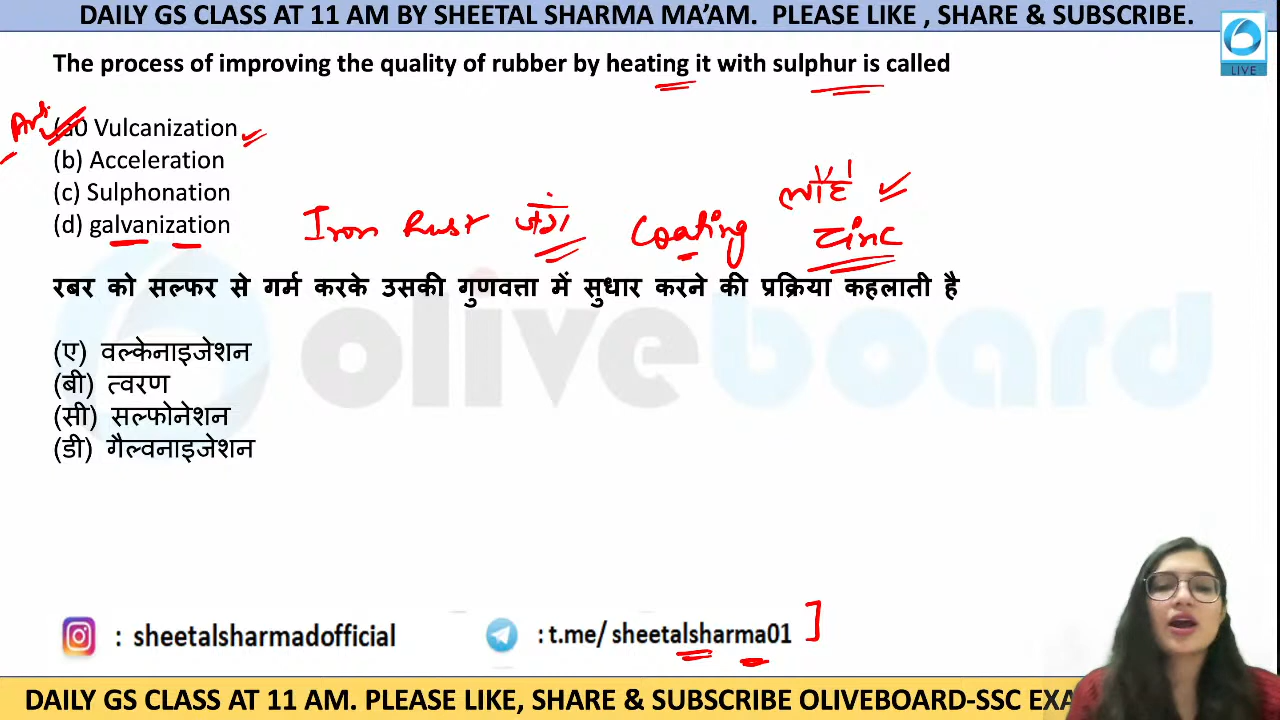 DAILY GS CLASS AT 11 AM BY SHEETAL SHARMA MA’AM. PLEASE LIKE , SHARE & SUBSCRIBE.
LIVE
The process of improving the quality of rubber by heating it with sulphur is called
Ans
(a0 Vulcanization
(b) Acceleration
(c) Sulphonation
(d) galvanization
Iron Rust जंग Coating Zinc
रबर को सल्फर से गर्म करके उसकी गुणवत्ता में सुधार करने की प्रक्रिया कहलाती है
oliveboard
(ए) वल्केनाइजेशन
(बी) त्वरण
(सी) सल्फोनेशन
(डी) गैल्वनाइजेशन
: sheetalsharmadofficial
: t.me/ sheetalsharma01
DAILY GS CLASS AT 11 AM. PLEASE LIKE, SHARE & SUBSCRIBE OLIVEBOARD-SSC EXA